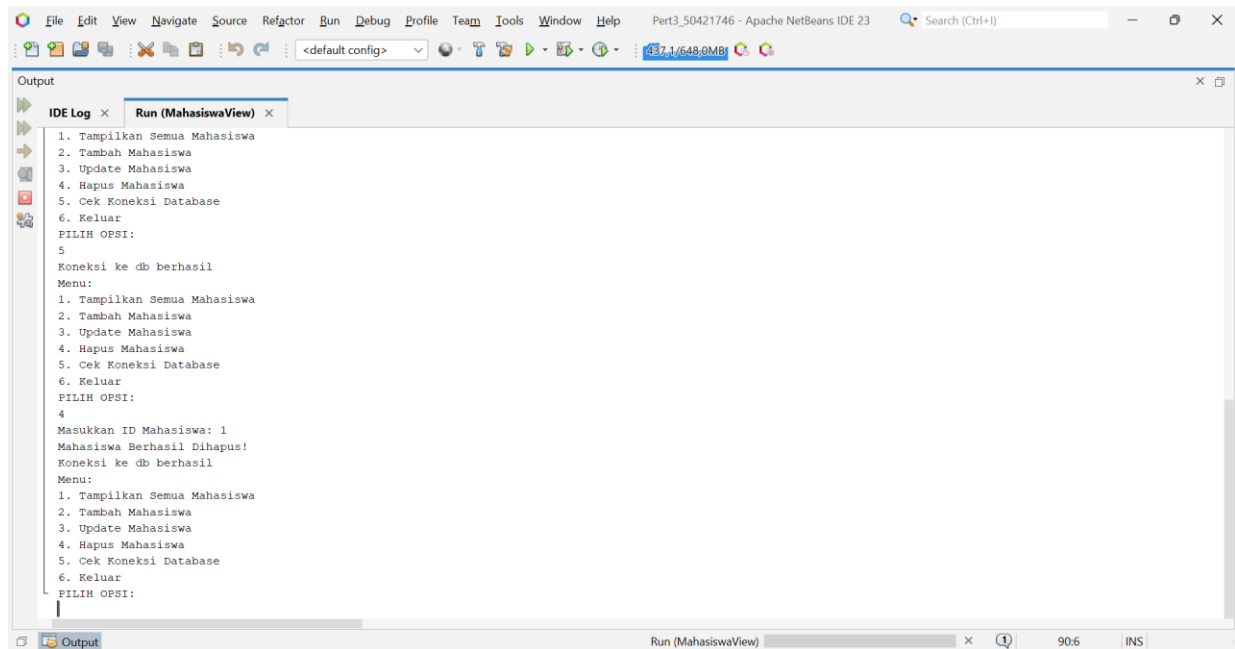 File Edit View Navigate Source Refactor Run Debug Profile Team Tools Window Help Pert3_50421746 - Apache NetBeans IDE 23 Search (Ctrl+I)
<default config> 437,1/648,0MB
Output
IDE Log Run (MahasiswaView)
1. Tampilkan Semua Mahasiswa
2. Tambah Mahasiswa
3. Update Mahasiswa
4. Hapus Mahasiswa
5. Cek Koneksi Database
6. Keluar
PILIH OPSI:
5
Koneksi ke db berhasil
Menu:
1. Tampilkan Semua Mahasiswa
2. Tambah Mahasiswa
3. Update Mahasiswa
4. Hapus Mahasiswa
5. Cek Koneksi Database
6. Keluar
PILIH OPSI:
4
Masukkan ID Mahasiswa: 1
Mahasiswa Berhasil Dihapus!
Koneksi ke db berhasil
Menu:
1. Tampilkan Semua Mahasiswa
2. Tambah Mahasiswa
3. Update Mahasiswa
4. Hapus Mahasiswa
5. Cek Koneksi Database
6. Keluar
PILIH OPSI:
Output Run (MahasiswaView) 1 90:6 INS